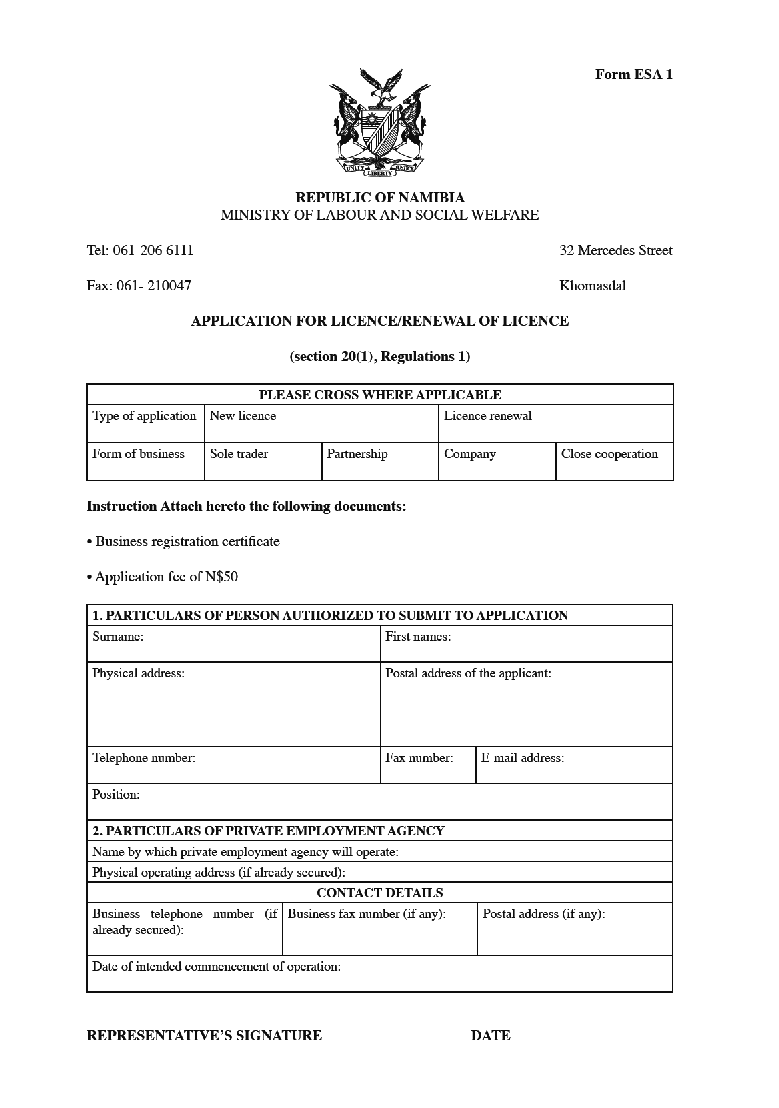 Form ESA 1
UNITY LIBERTY JUSTICE
REPUBLIC OF NAMIBIA
MINISTRY OF LABOUR AND SOCIAL WELFARE
Tel: 061-206 6111 32 Mercedes Street
Fax: 061- 210047 Khomasdal
APPLICATION FOR LICENCE/RENEWAL OF LICENCE
(section 20(1), Regulations 1)
PLEASE CROSS WHERE APPLICABLE
Type of application New licence Licence renewal
Form of business Sole trader Partnership Company Close cooperation
Instruction Attach hereto the following documents:
• Business registration certificate
• Application fee of N$50
1. PARTICULARS OF PERSON AUTHORIZED TO SUBMIT TO APPLICATION
Surname: First names:
Physical address: Postal address of the applicant:
Telephone number: Fax number: E-mail address:
Position:
2. PARTICULARS OF PRIVATE EMPLOYMENT AGENCY
Name by which private employment agency will operate:
Physical operating address (if already secured):
CONTACT DETAILS
Business telephone number (if already secured): Business fax number (if any): Postal address (if any):
Date of intended commencement of operation:
REPRESENTATIVE'S SIGNATURE DATE